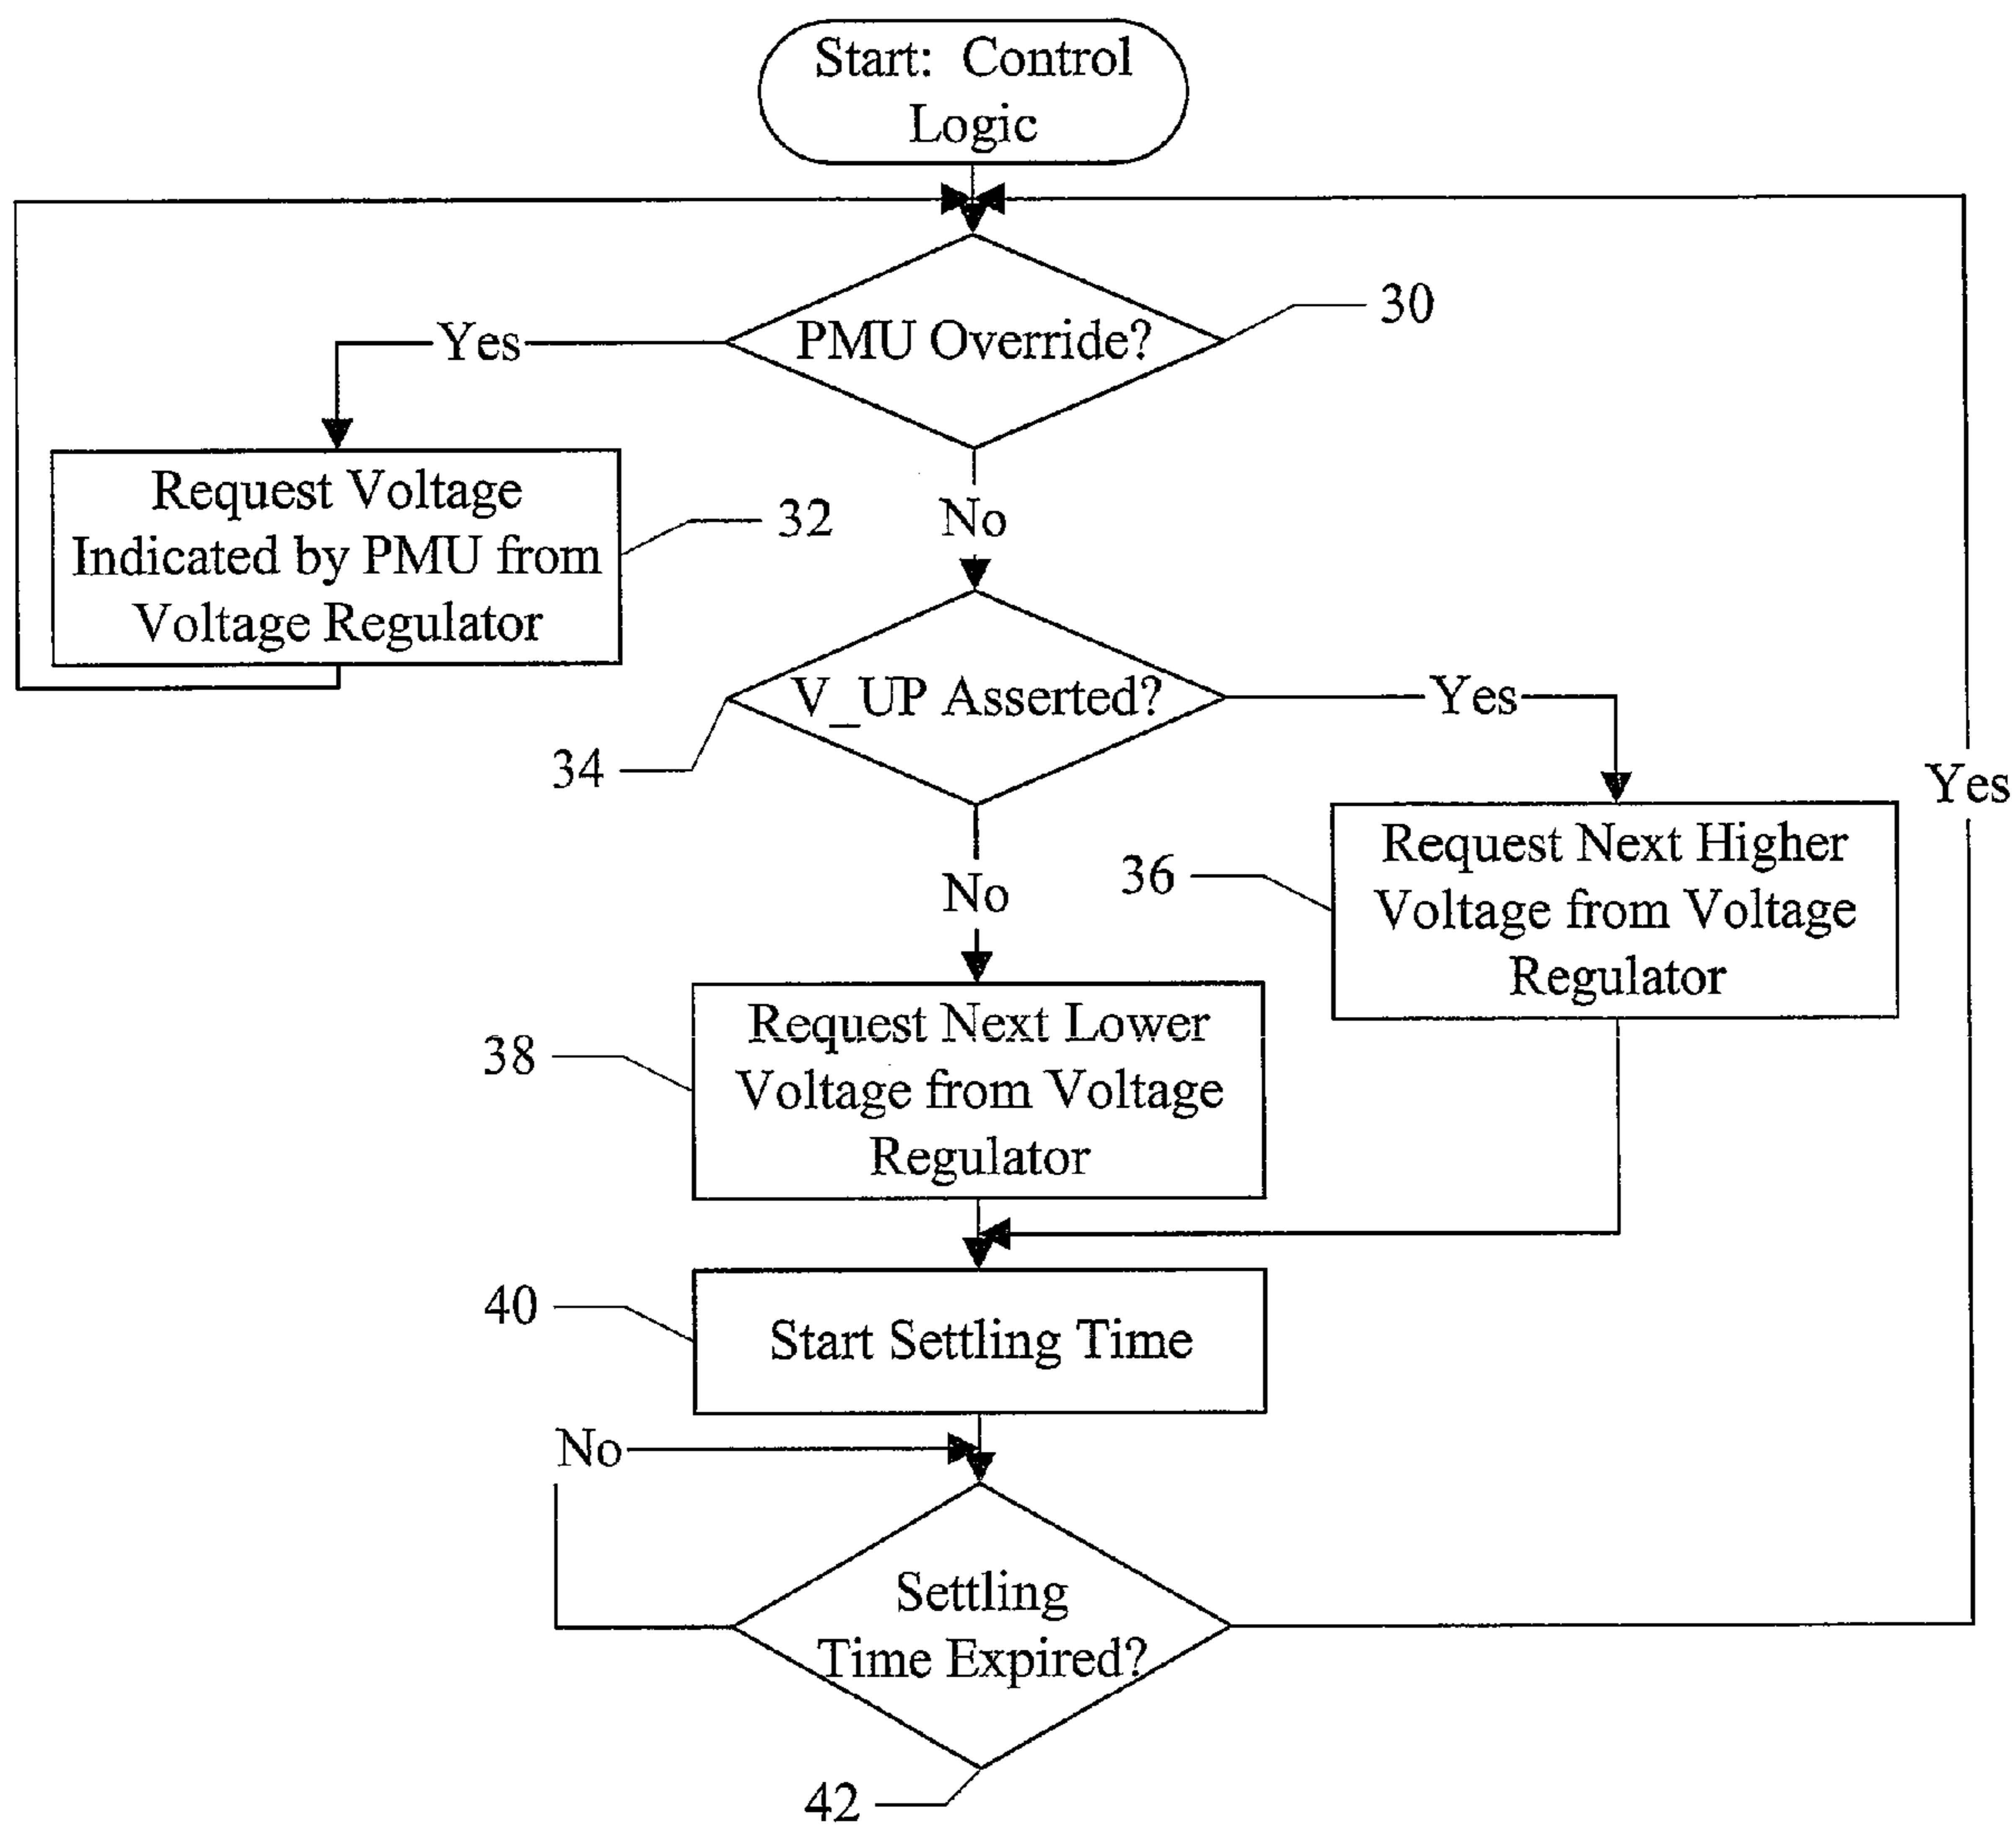 Start: Control
Logic
30
PMU Override?
Yes
Request Voltage
Indicated by PMU from
Voltage Regulator
32
No
V_UP Asserted?
Yes
34
Yes
Request Next Higher
Voltage from Voltage
Regulator
36
No
Request Next Lower
Voltage from Voltage
Regulator
38
40
Start Settling Time
No
Settling
Time Expired?
42